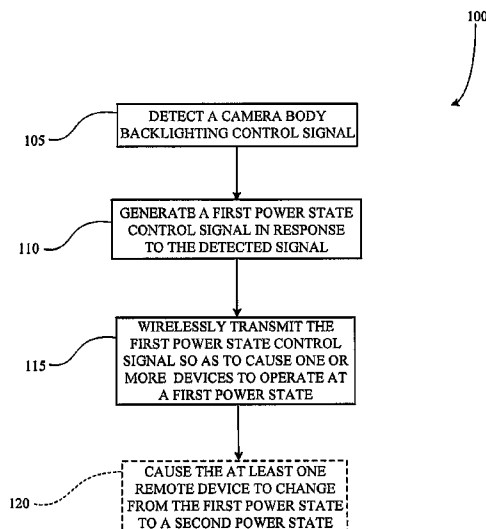 100
105
DETECT A CAMERA BODY
BACKLIGHTING CONTROL SIGNAL
110
GENERATE A FIRST POWER STATE
CONTROL SIGNAL IN RESPONSE
TO THE DETECTED SIGNAL
115
WIRELESSLY TRANSMIT THE
FIRST POWER STATE CONTROL
SIGNAL SO AS TO CAUSE ONE OR
MORE DEVICES TO OPERATE AT
A FIRST POWER STATE
120
CAUSE THE AT LEAST ONE
REMOTE DEVICE TO CHANGE
FROM THE FIRST POWER STATE
TO A SECOND POWER STATE